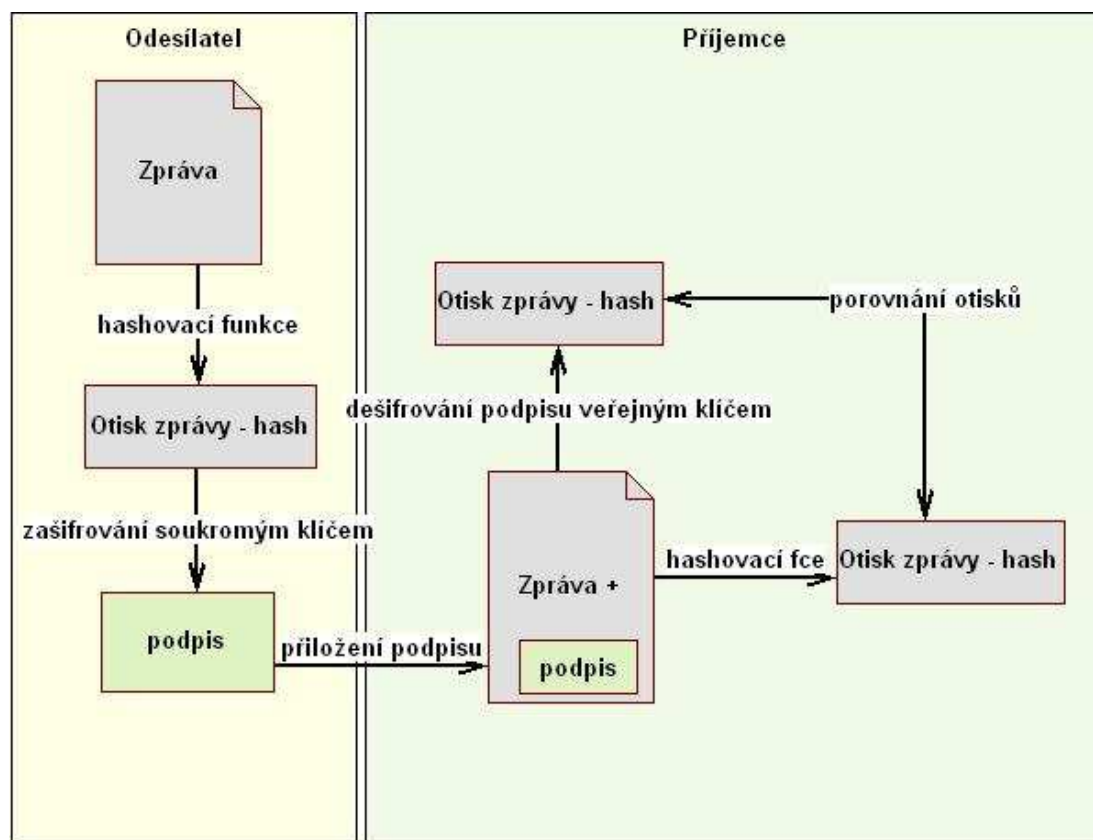 Odesílatel
Zpráva
hashovací funkce
Otisk zprávy - hash
zašifrování soukromým klíčem
podpis
přiložení podpisu
Příjemce
Otisk zprávy - hash
porovnání otisků
dešifrování podpisu veřejným klíčem
Zpráva +
podpis
hashovací fce
Otisk zprávy - hash